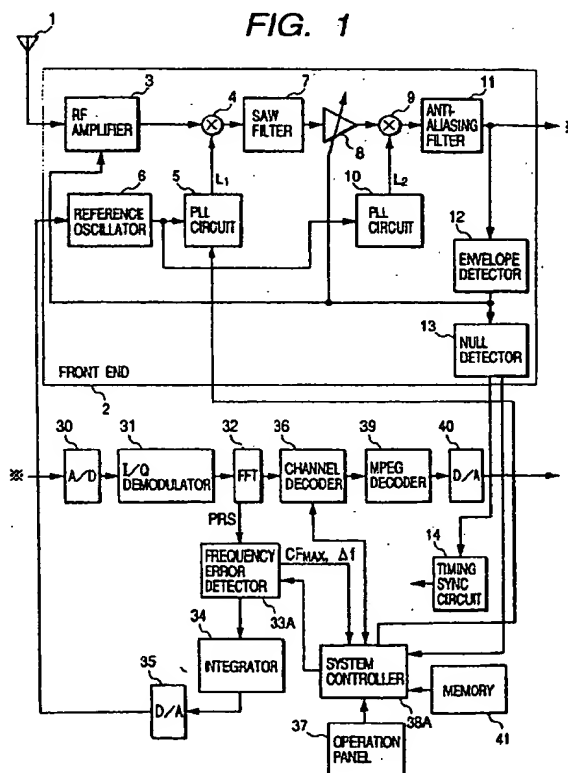 FIG. 1
1
3
RF
AMPLIFIER
4
7
SAW
FILTER
8
9
11
ANTI-
ALIASING
FILTER
※
6
REFERENCE
OSCILLATOR
5
PLL
CIRCUIT
L1
10
PLL
CIRCUIT
L2
12
ENVELOPE
DETECTOR
13
NULL
DETECTOR
FRONT END
2
※
30
A/D
31
I/Q
DEMODULATOR
32
FFT
36
CHANNEL
DECODER
39
MPEG
DECODER
40
D/A
PRS
FREQUENCY
ERROR
DETECTOR
33A
CFMAX, Δf
14
TIMING
SYNC
CIRCUIT
34
INTEGRATOR
35
D/A
SYSTEM
CONTROLLER
38A
MEMORY
41
37
OPERATION
PANEL